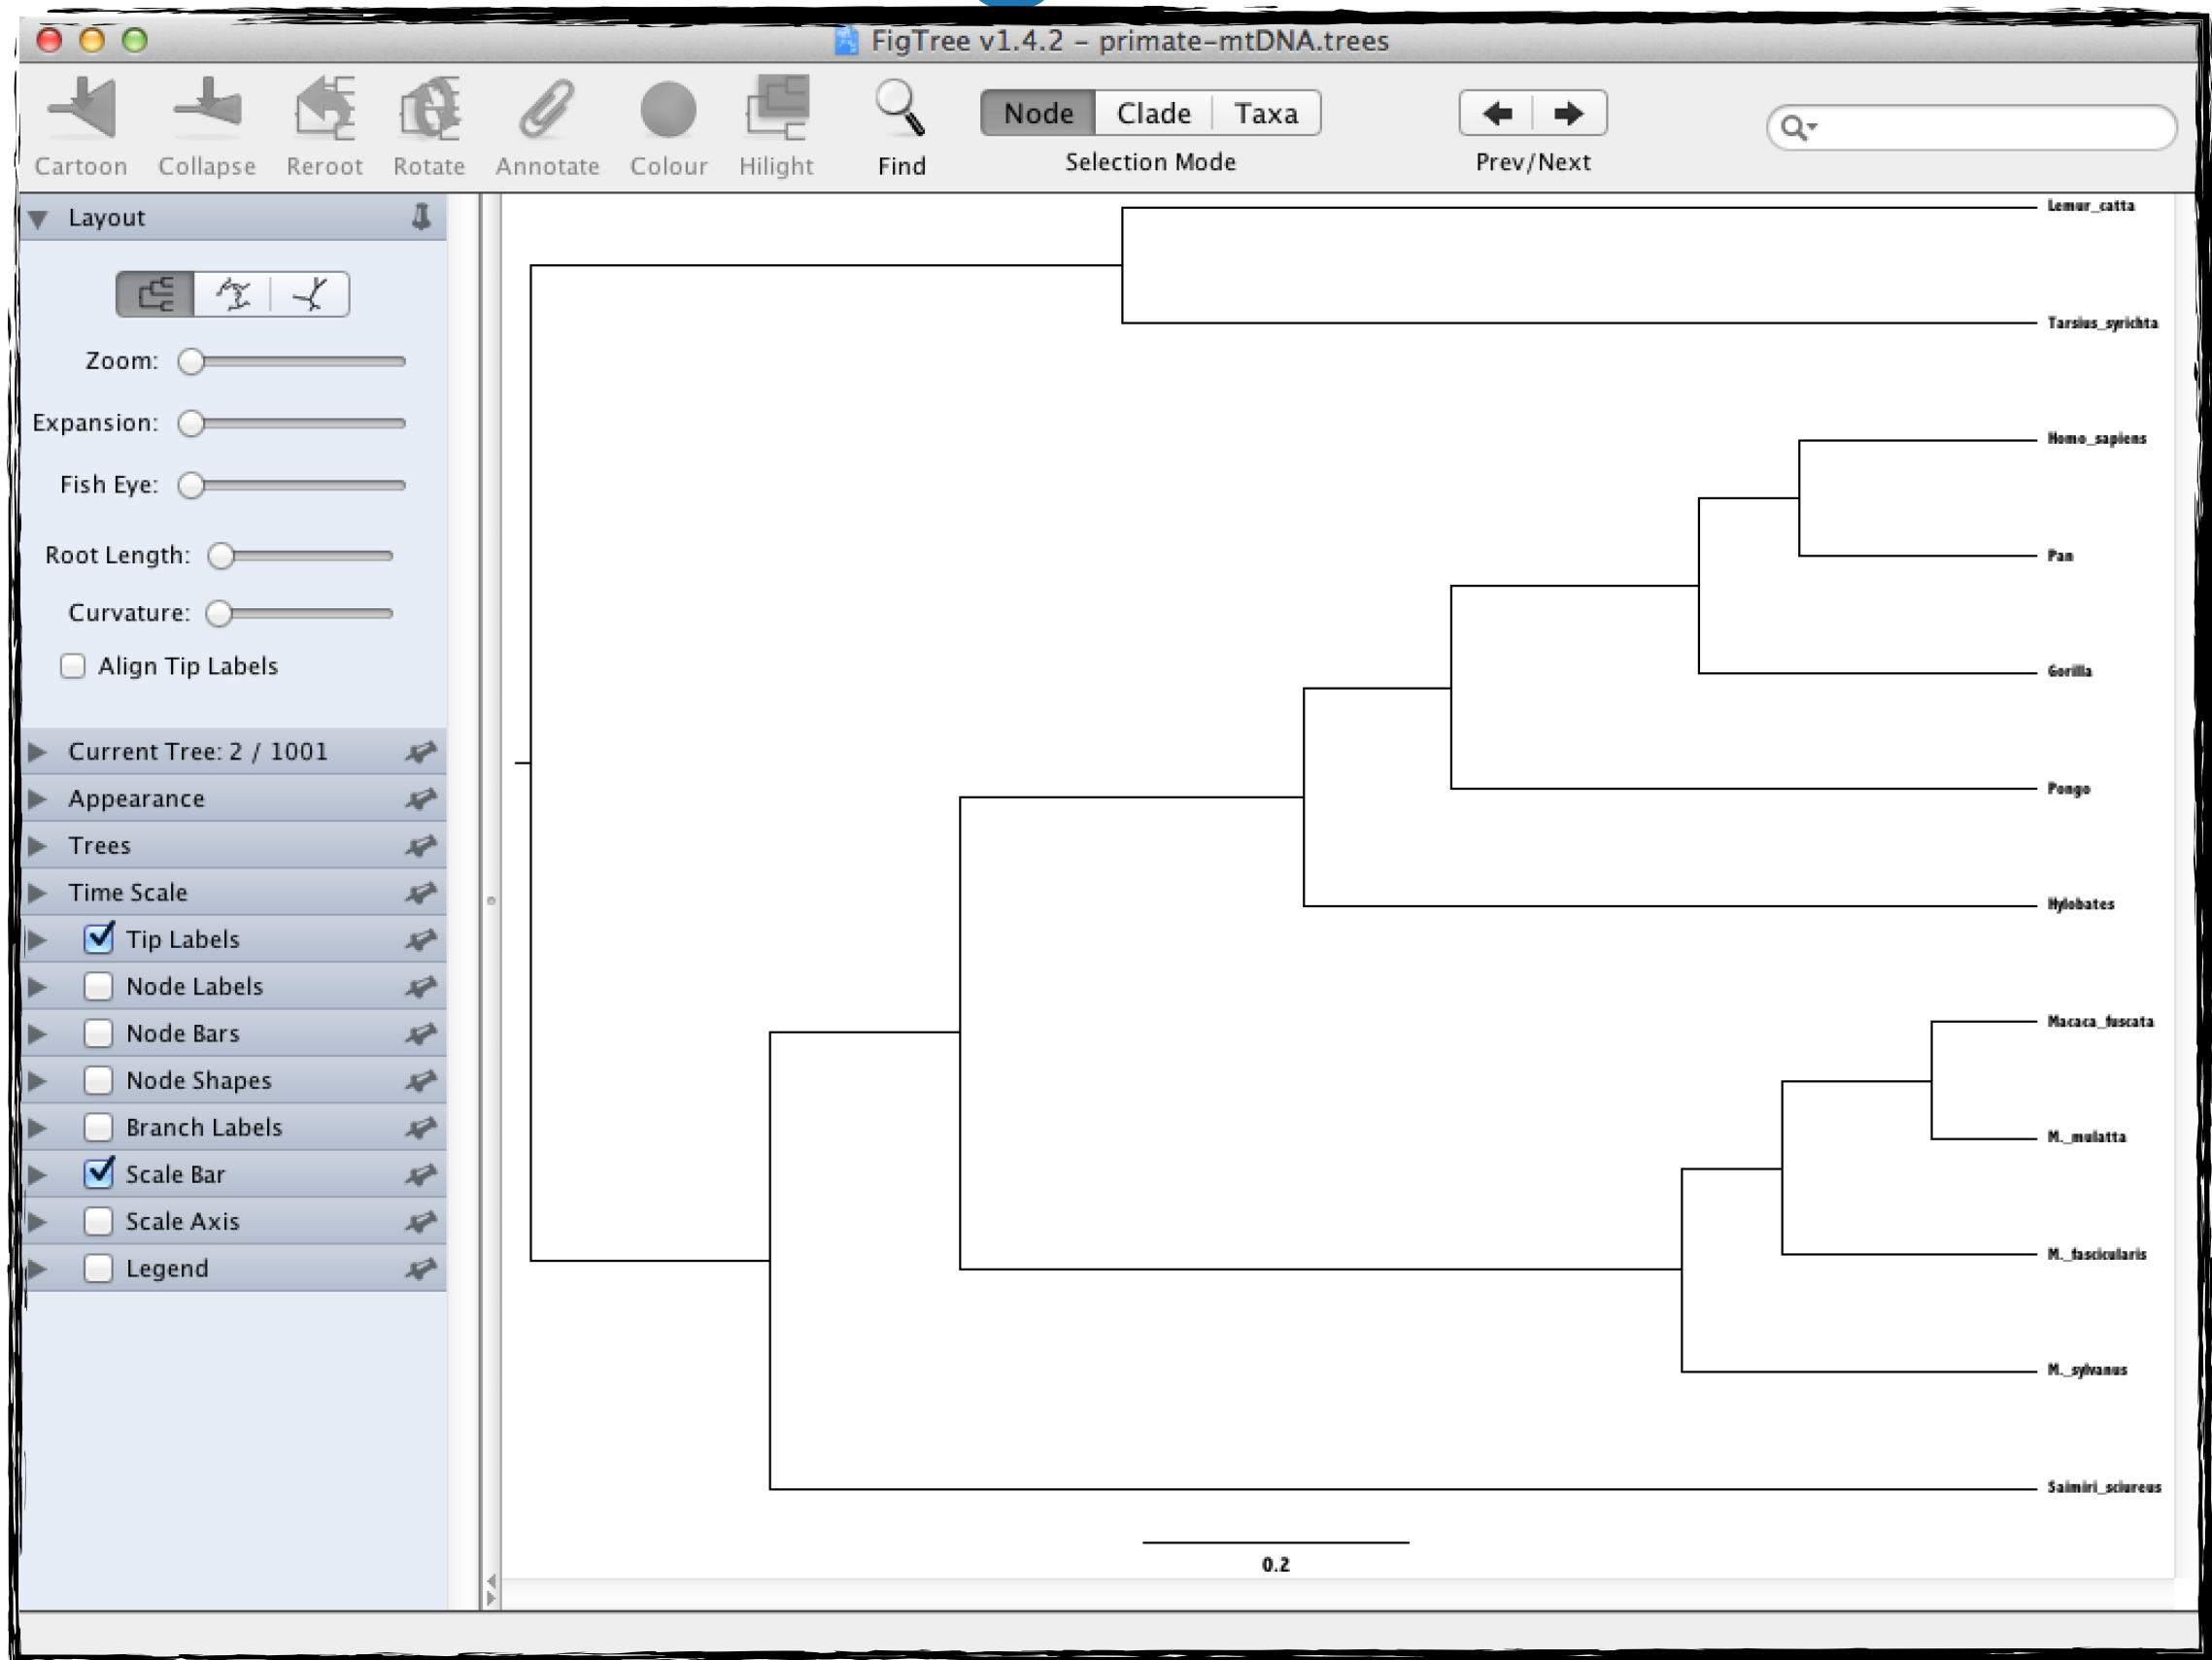 FigTree v1.4.2 – primate-mtDNA.trees
Cartoon Collapse Reroot Rotate Annotate Colour Hilight Find
Node Clade Taxa
Selection Mode
Prev/Next
Layout
Zoom:
Expansion:
Fish Eye:
Root Length:
Curvature:
Align Tip Labels
Current Tree: 2 / 1001
Appearance
Trees
Time Scale
Tip Labels
Node Labels
Node Bars
Node Shapes
Branch Labels
Scale Bar
Scale Axis
Legend
Lemur_catta
Tarsius_syrichta
Homo_sapiens
Pan
Gorilla
Pongo
Hylobates
Macaca_fuscata
M._mulatta
M._fascicularis
M._sylvanus
Saimiri_sciureus
0.2